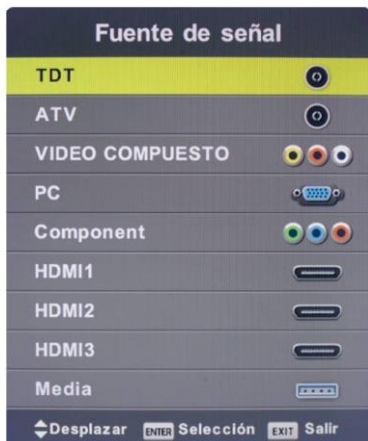 Fuente de señal
TDT
ATV
VIDEO COMPUESTO
PC
Component
HDMI1
HDMI2
HDMI3
Media
Desplazar ENTER Selección EXIT Salir